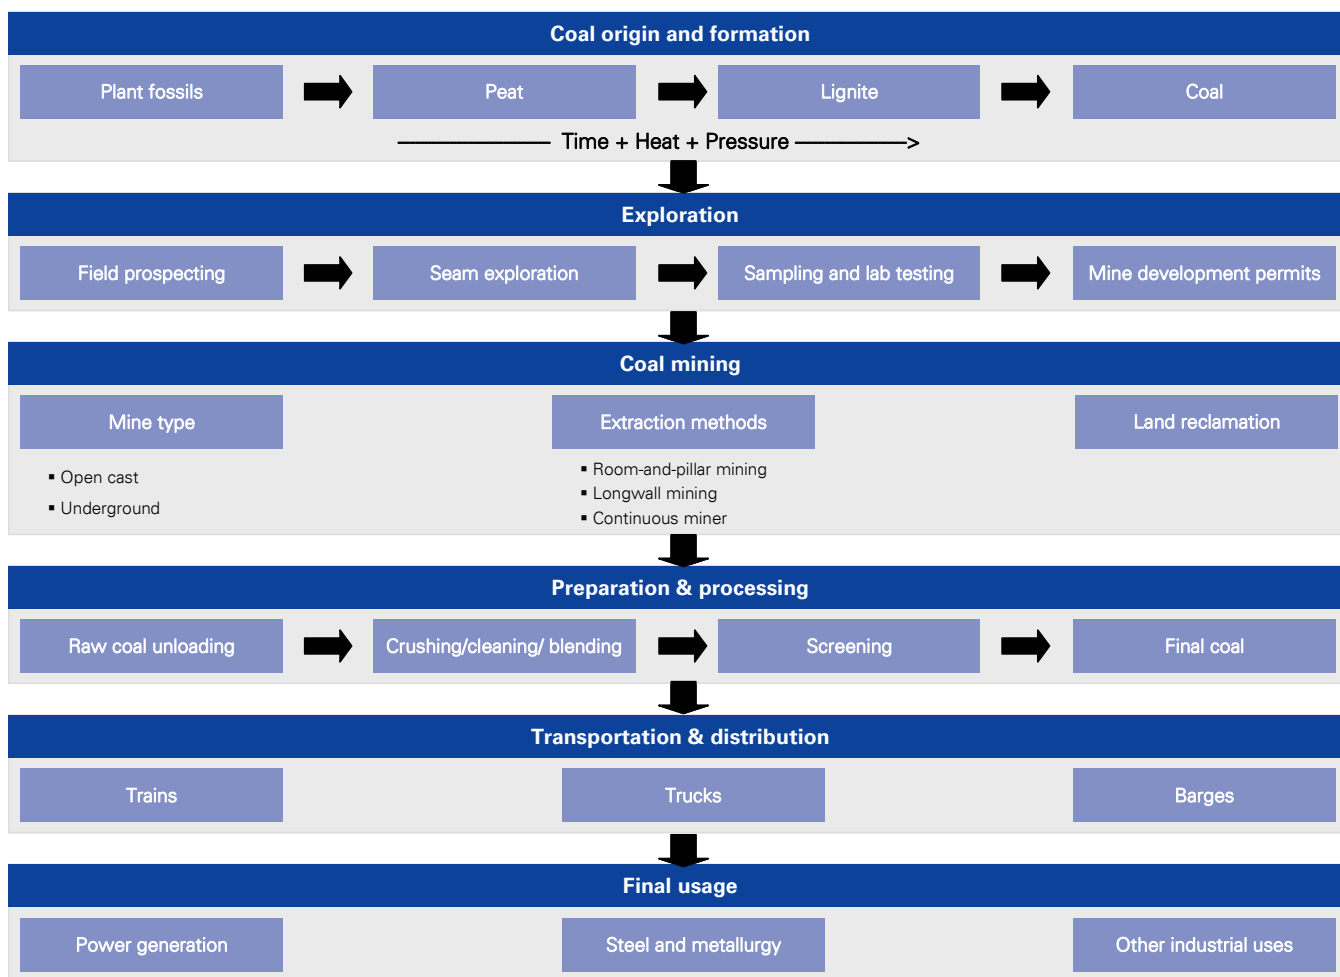 Coal origin and formation
Plant fossils
Peat
Lignite
Coal
Time + Heat + Pressure
Exploration
Field prospecting
Seam exploration
Sampling and lab testing
Mine development permits
Coal mining
Mine type
Extraction methods
Land reclamation
▪ Open cast
▪ Underground
▪ Room-and-pillar mining
▪ Longwall mining
▪ Continuous miner
Preparation & processing
Raw coal unloading
Crushing/cleaning/ blending
Screening
Final coal
Transportation & distribution
Trains
Trucks
Barges
Final usage
Power generation
Steel and metallurgy
Other industrial uses